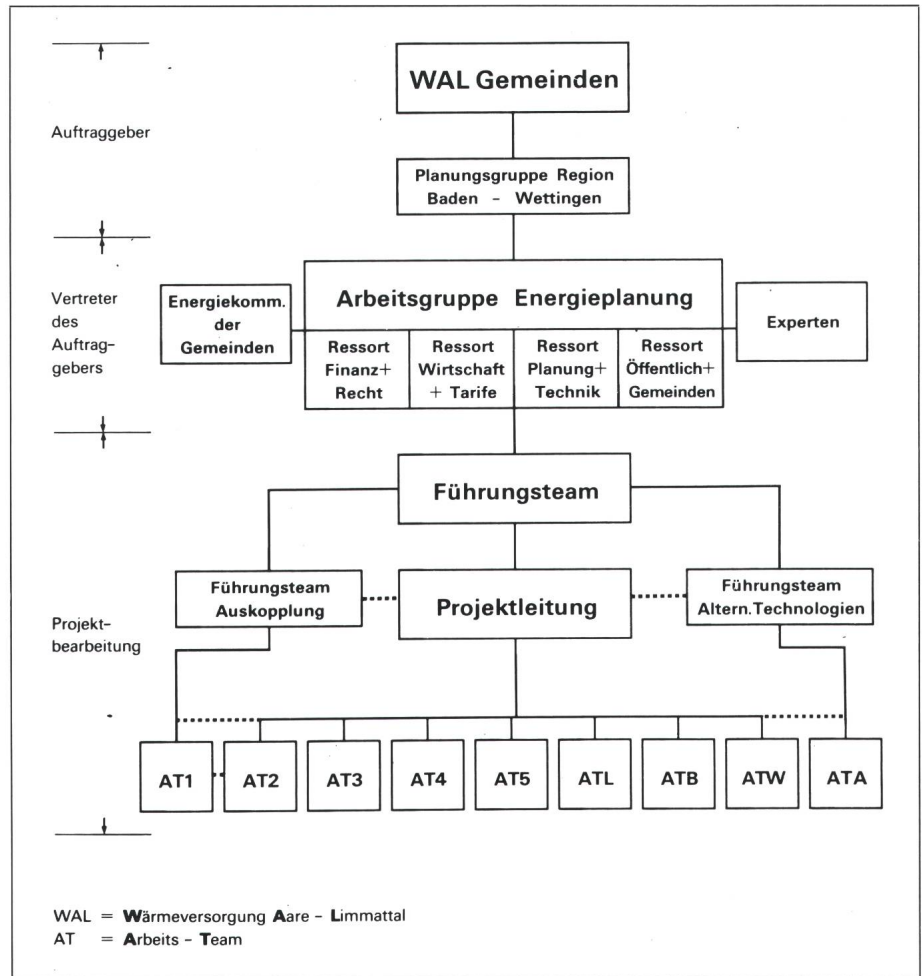 WAL Gemeinden
Auftraggeber
Planungsgruppe Region
Baden - Wettingen
Vertreter
des
Auftrag-
gebers
Energiekomm.
der
Gemeinden
Arbeitsgruppe Energieplanung
Experten
Ressort
Finanz+
Recht
Ressort
Wirtschaft
+ Tarife
Ressort
Planung+
Technik
Ressort
Öffentlich+
Gemeinden
Führungsteam
Projekt-
bearbeitung
Führungsteam
Auskopplung
Projektleitung
Führungsteam
Altern.Technologien
AT1 AT2 AT3 AT4 AT5 ATL ATB ATW ATA
WAL = Wärmeversorgung Aare - Limmattal
AT = Arbeits - Team